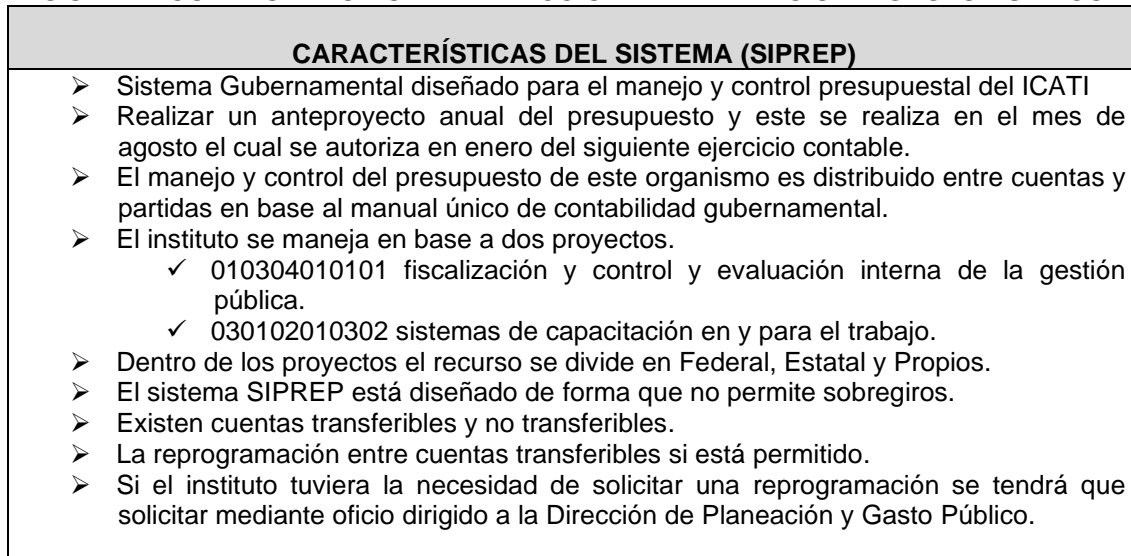 CARACTERÍSTICAS DEL SISTEMA (SIPREP)
➢ Sistema Gubernamental diseñado para el manejo y control presupuestal del ICATI
➢ Realizar un anteproyecto anual del presupuesto y este se realiza en el mes de
agosto el cual se autoriza en enero del siguiente ejercicio contable.
➢ El manejo y control del presupuesto de este organismo es distribuido entre cuentas y
partidas en base al manual único de contabilidad gubernamental.
➢ El instituto se maneja en base a dos proyectos.
✓ 010304010101 fiscalización y control y evaluación interna de la gestión
pública.
✓ 030102010302 sistemas de capacitación en y para el trabajo.
➢ Dentro de los proyectos el recurso se divide en Federal, Estatal y Propios.
➢ El sistema SIPREP está diseñado de forma que no permite sobregiros.
➢ Existen cuentas transferibles y no transferibles.
➢ La reprogramación entre cuentas transferibles si está permitido.
➢ Si el instituto tuviera la necesidad de solicitar una reprogramación se tendrá que
solicitar mediante oficio dirigido a la Dirección de Planeación y Gasto Público.